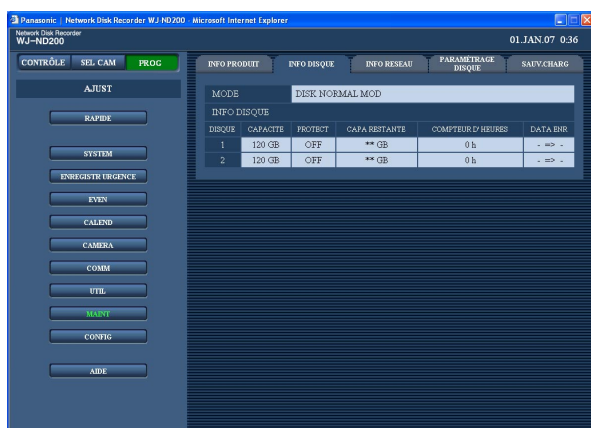 Panasonic | Network Disk Recorder WJ-ND200 - Microsoft Internet Explorer
Network Disk Recorder
WJ-ND200
01.JAN.07 0:36
CONTRÔLE SEL CAM PROG
INFO PRODUIT INFO DISQUE INFO RESEAU PARAMETRAGE DISQUE SAUV.CHARG
AJUST
RAPIDE
SYSTEM
ENREGISTR URGENCE
EVEN
CALEND
CAMERA
COMM
UTIL
MAINT
CONFIG
AIDE
MODE DISK NORMAL MOD
INFO DISQUE
DISQUE CAPACITE PROTECT CAPA RESTANTE COMPTEUR D'HEURES DATA ENR
1 120 GB OFF ** GB 0 h - => -
2 120 GB OFF ** GB 0 h - => -